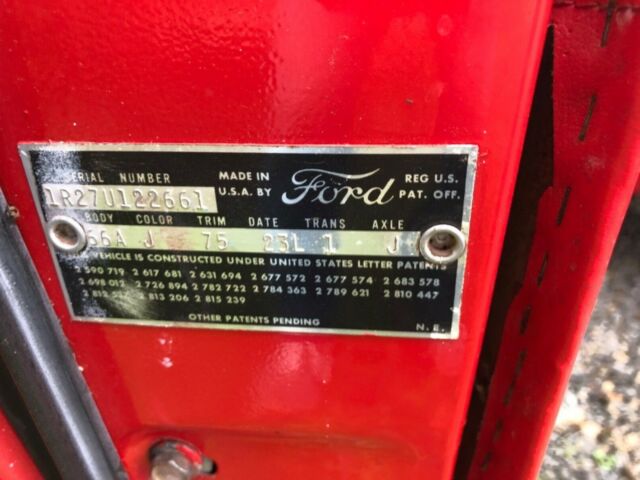 SERIAL NUMBER MADE IN Ford REG U.S.
1R27U122661 U.S.A. BY PAT. OFF.
BODY COLOR TRIM DATE TRANS AXLE
66A J 75 23L 1 J
VEHICLE IS CONSTRUCTED UNDER UNITED STATES LETTER PATENTS
2 590 719 2 617 681 2 631 694 2 677 572 2 677 574 2 683 578
2 698 012 2 726 894 2 782 722 2 784 363 2 789 621 2 810 447
2 813 206 2 815 239
OTHER PATENTS PENDING N.E.